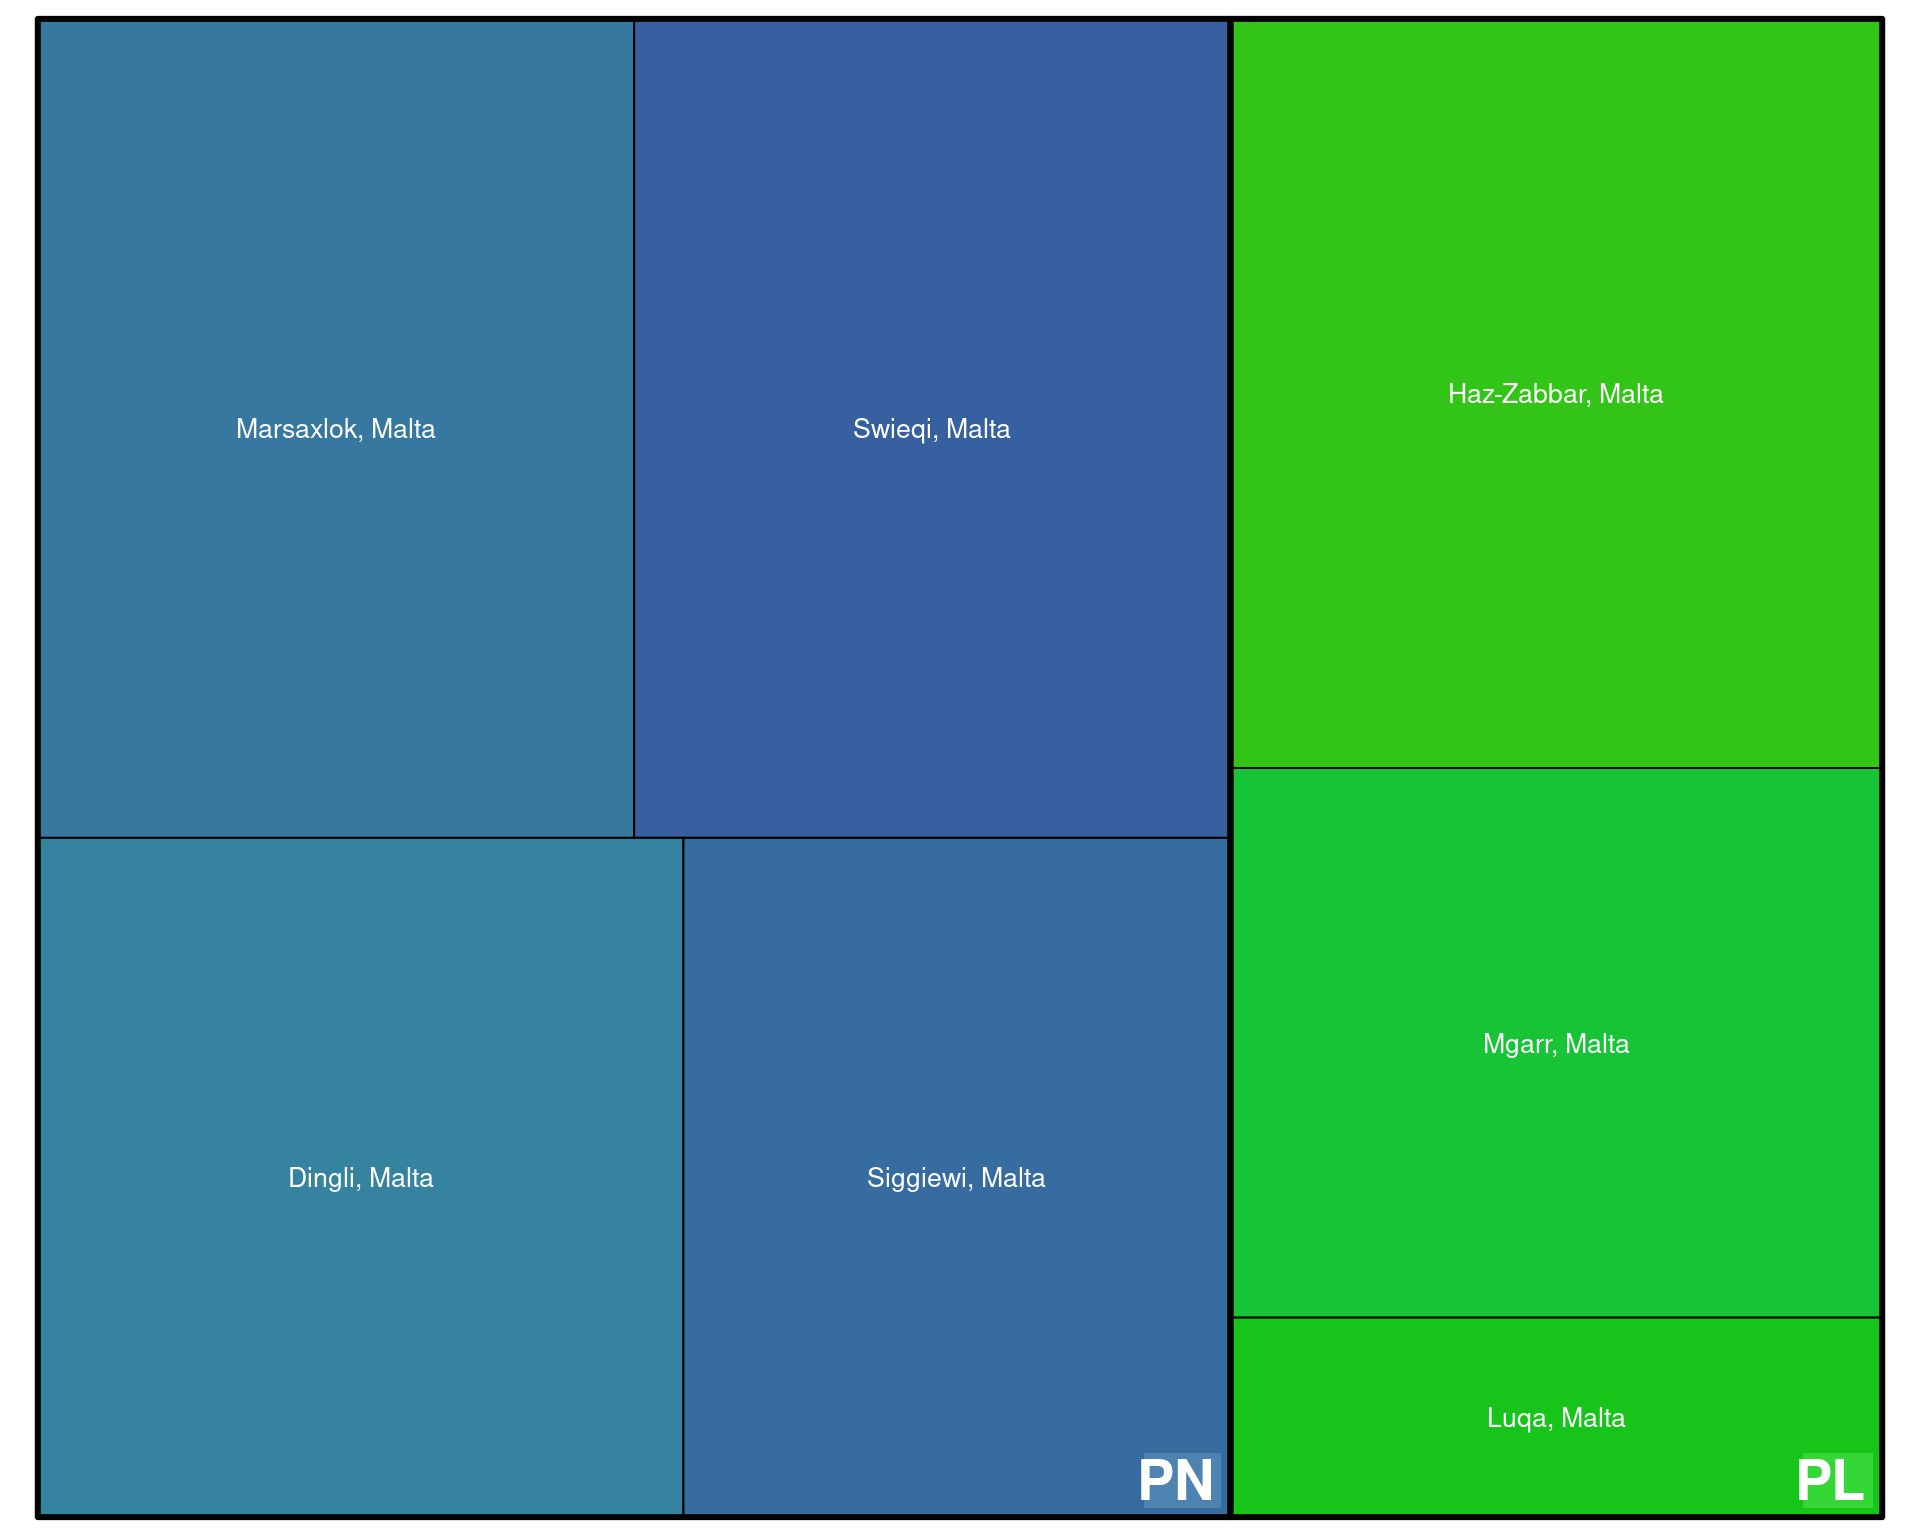 Marsaxlok, Malta
Swieqi, Malta
Haz-Zabbar, Malta
Dingli, Malta
Siggiewi, Malta
Mgarr, Malta
Luqa, Malta
PN
PL